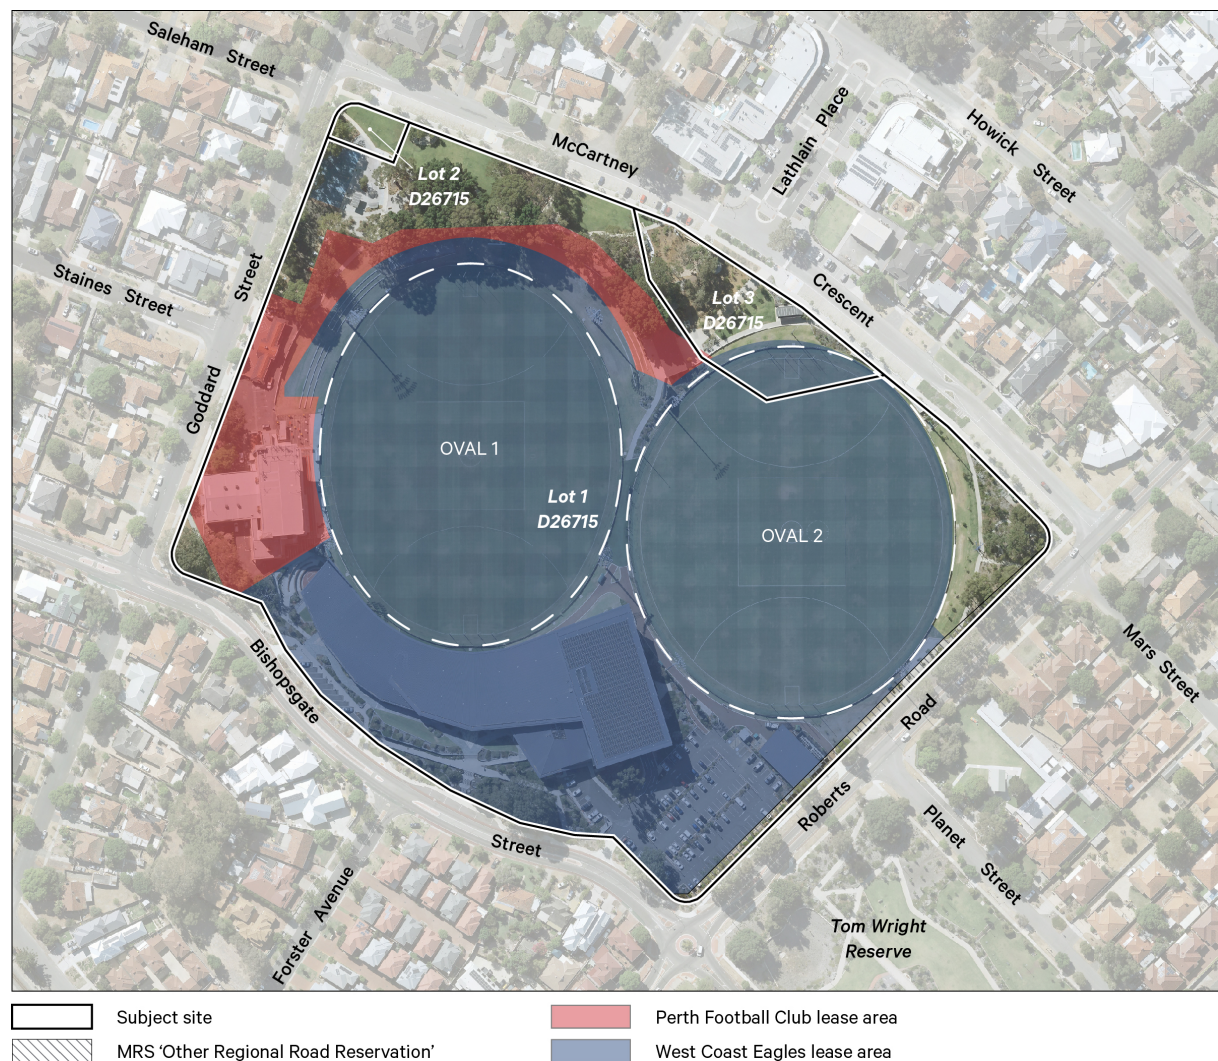 Saleham Street
McCartney
Lathlain Place
Howick Street
Lot 2
D26715
Staines Street
Street
Lot 3
D26715
Crescent
Goddard
OVAL 1
Lot 1
D26715
OVAL 2
Bishopsgate
Mars Street
Road
Roberts
Planet Street
Street
Forster Avenue
Tom Wright
Reserve
Subject site
Perth Football Club lease area
MRS ‘Other Regional Road Reservation’
West Coast Eagles lease area